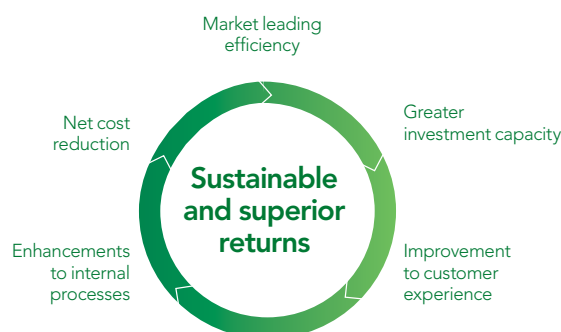 Market leading
efficiency
Greater
investment capacity
Improvement
to customer
experience
Enhancements
to internal
processes
Net cost
reduction
Sustainable
and superior
returns